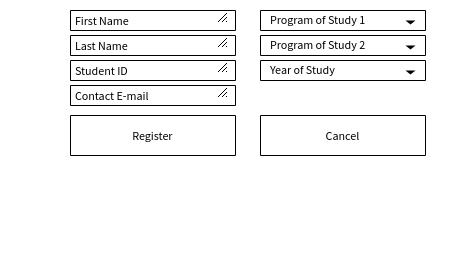 First Name
Last Name
Student ID
Contact E-mail
Program of Study 1
Program of Study 2
Year of Study
Register
Cancel